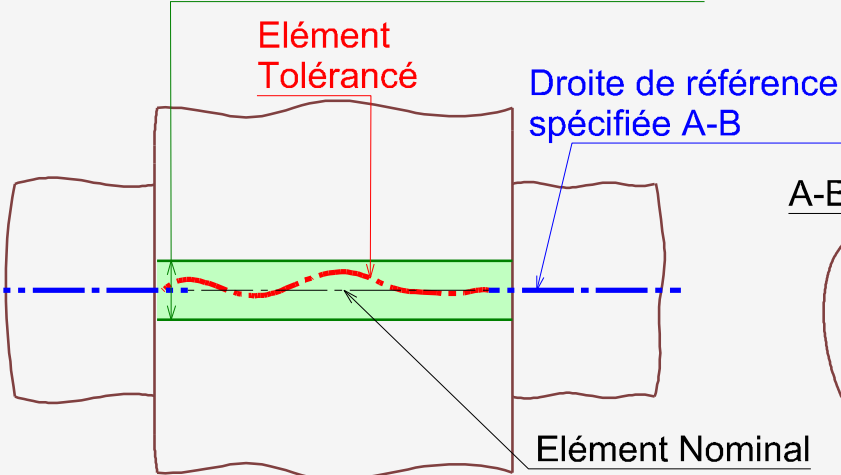 Elément
Tolérancé
Droite de référence
spécifiée A-B
A-B
Elément Nominal